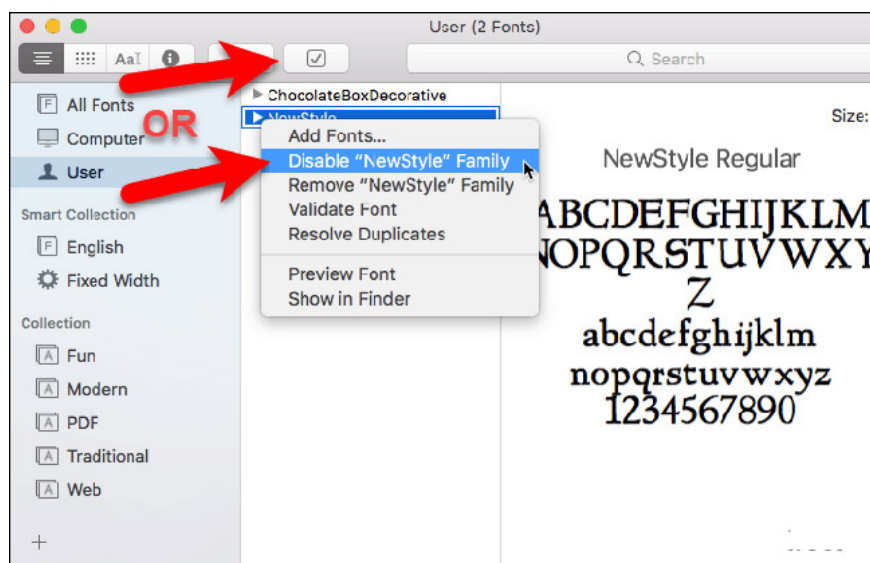 User (2 Fonts)
AaI
Search
All Fonts
Computer
User
Smart Collection
English
Fixed Width
Collection
Fun
Modern
PDF
Traditional
Web
OR
ChocolateBoxDecorative
NewStyle
Add Fonts...
Disable “NewStyle” Family
Remove “NewStyle” Family
Validate Font
Resolve Duplicates
Preview Font
Show in Finder
Size:
NewStyle Regular
ABCDEFGHIJKLM
NOPQRSTUVWXY
Z
abcdefghijklm
nopqrstuvwxyz
1234567890